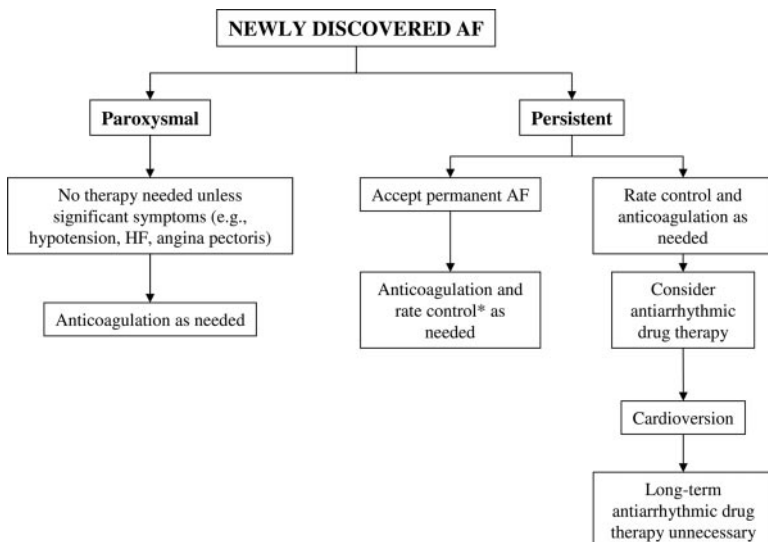 NEWLY DISCOVERED AF
Paroxysmal
Persistent
No therapy needed unless
significant symptoms (e.g.,
hypotension, HF, angina pectoris)
Accept permanent AF
Rate control and
anticoagulation as
needed
Anticoagulation as needed
Anticoagulation and
rate control* as
needed
Consider
antiarrhythmic
drug therapy
Cardioversion
Long-term
antiarrhythmic drug
therapy unnecessary